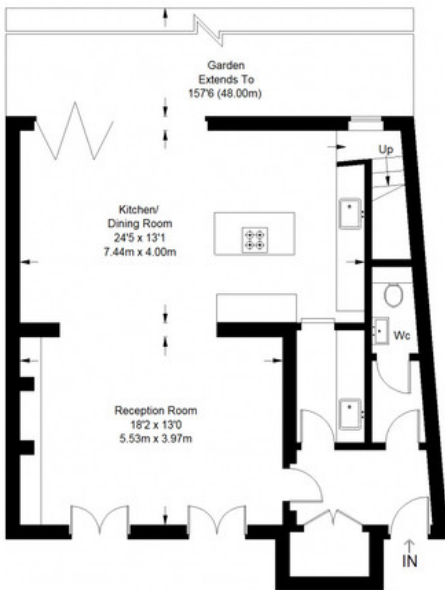 Garden
Extends To
157'6 (48.00m)
Up
Kitchen/
Dining Room
24'5 x 13'1
7.44m x 4.00m
Wc
Reception Room
18'2 x 13'0
5.53m x 3.97m
IN